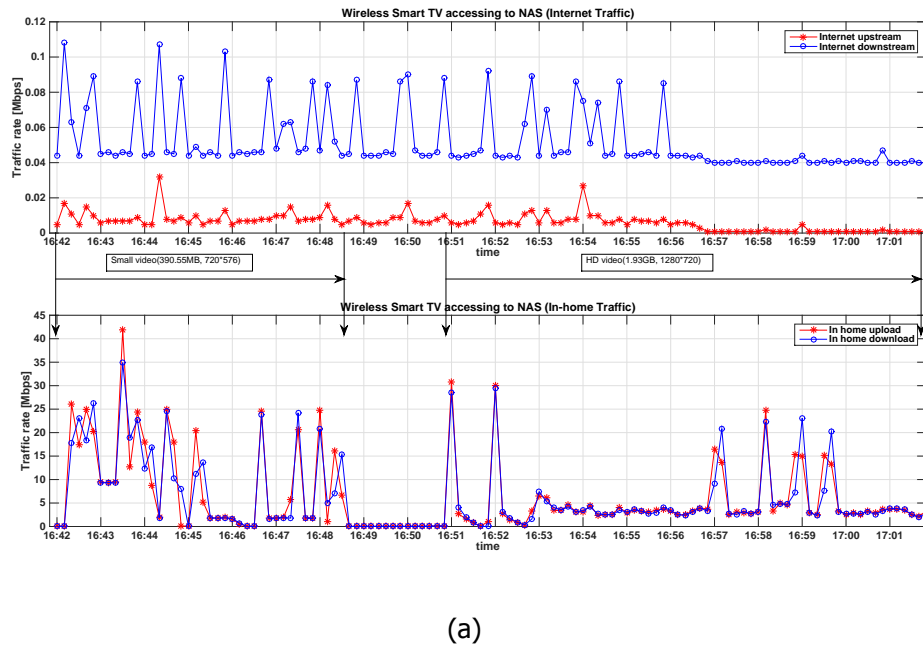 Wireless Smart TV accessing to NAS (Internet Traffic)
Traffic rate [Mbps]
0.12
0.1
0.08
0.06
0.04
0.02
0
Internet upstream
Internet downstream
16:42 16:43 16:44 16:45 16:46 16:47 16:48 16:49 16:50 16:51 16:52 16:53 16:54 16:55 16:56 16:57 16:58 16:59 17:00 17:01
time
Small video(390.55MB, 720*576)
HD video(1.93GB, 1280*720)
Wireless Smart TV accessing to NAS (In-home Traffic)
Traffic rate [Mbps]
45
40
35
30
25
20
15
10
5
0
In home upload
In home download
16:42 16:43 16:44 16:45 16:46 16:47 16:48 16:49 16:50 16:51 16:52 16:53 16:54 16:55 16:56 16:57 16:58 16:59 17:00 17:01
time
(a)